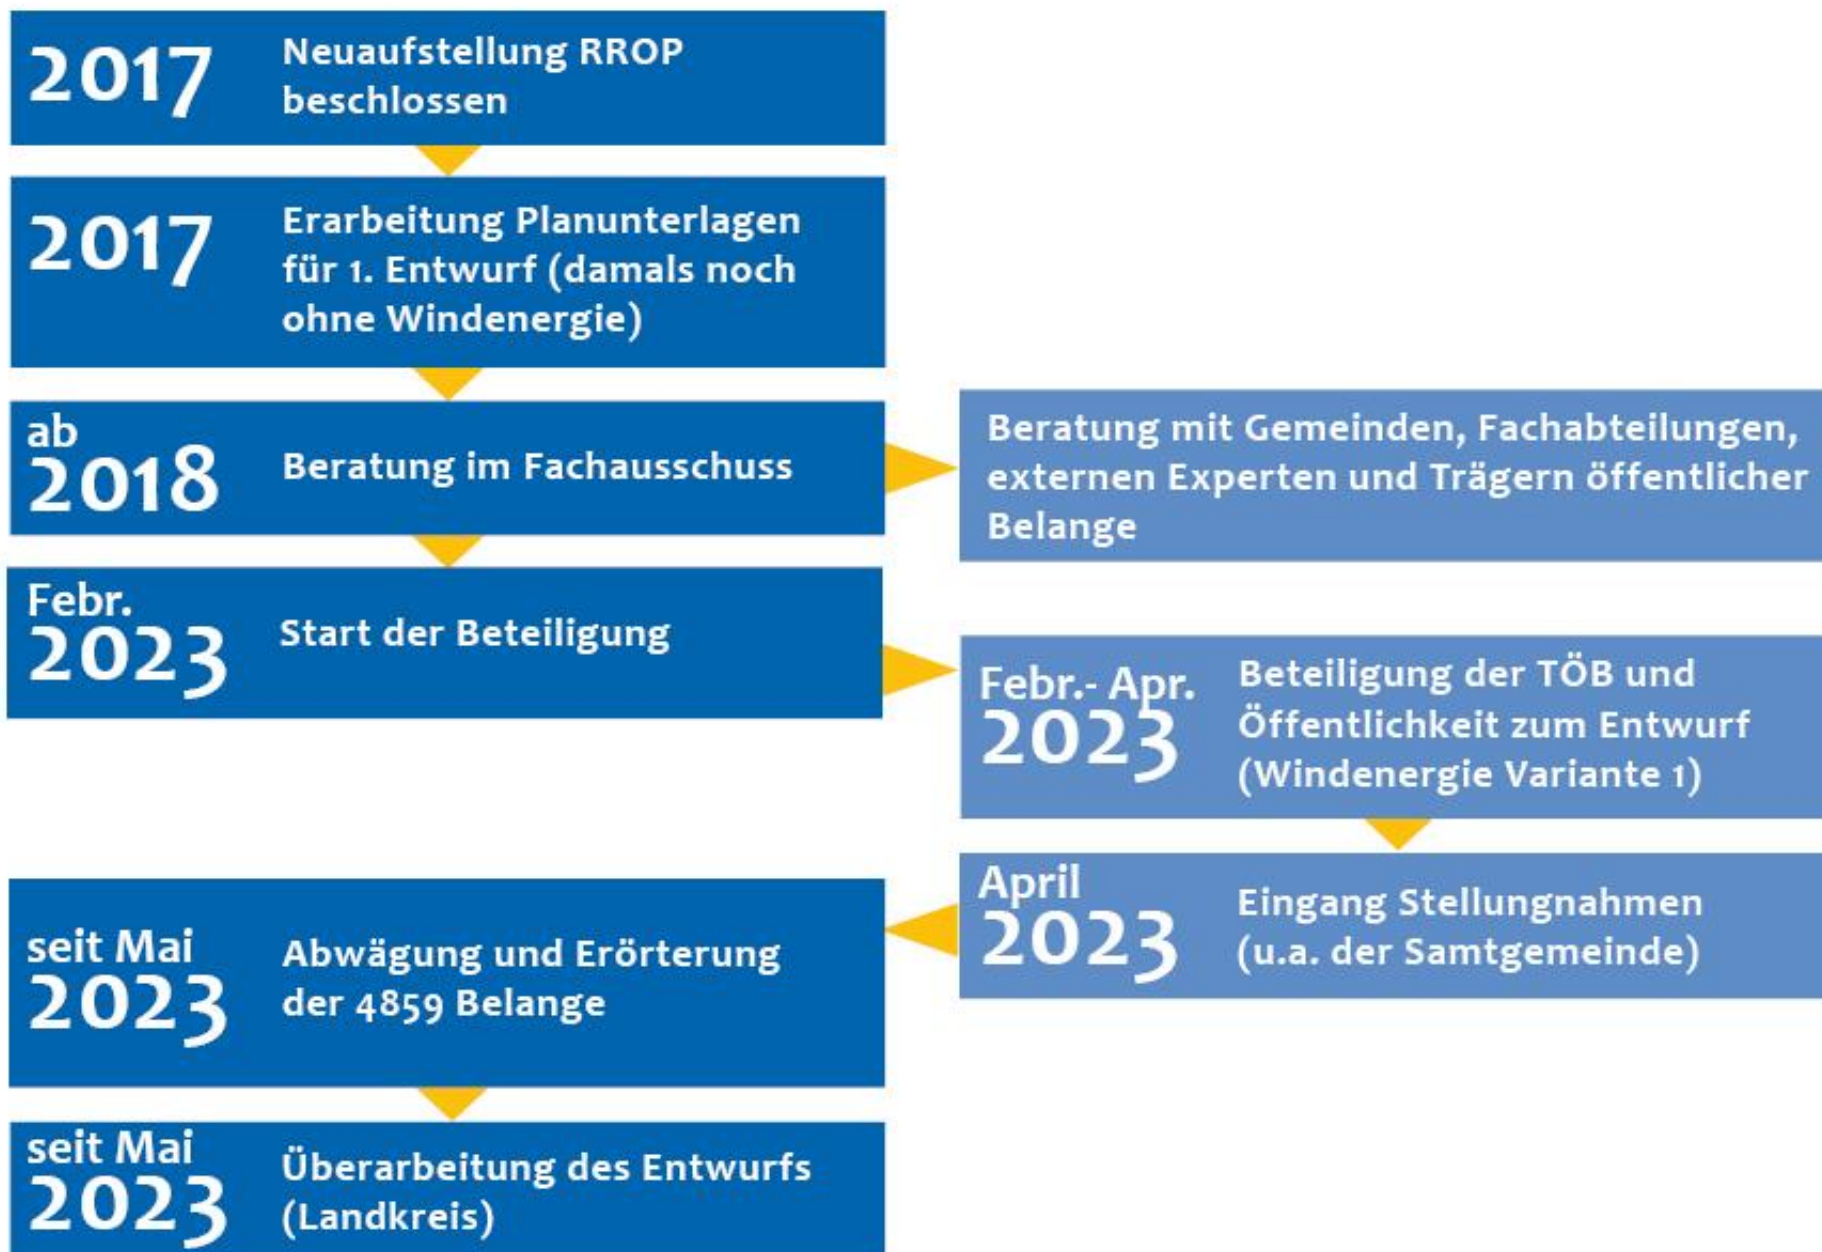 2017
Neuaufstellung RROP
beschlossen
2017
Erarbeitung Planunterlagen
für 1. Entwurf (damals noch
ohne Windenergie)
ab
2018
Beratung im Fachausschuss
Beratung mit Gemeinden, Fachabteilungen,
externen Experten und Trägern öffentlicher
Belange
Febr.
2023
Start der Beteiligung
Febr.- Apr.
2023
Beteiligung der TÖB und
Öffentlichkeit zum Entwurf
(Windenergie Variante 1)
April
2023
Eingang Stellungnahmen
(u.a. der Samtgemeinde)
seit Mai
2023
Abwägung und Erörterung
der 4859 Belange
seit Mai
2023
Überarbeitung des Entwurfs
(Landkreis)